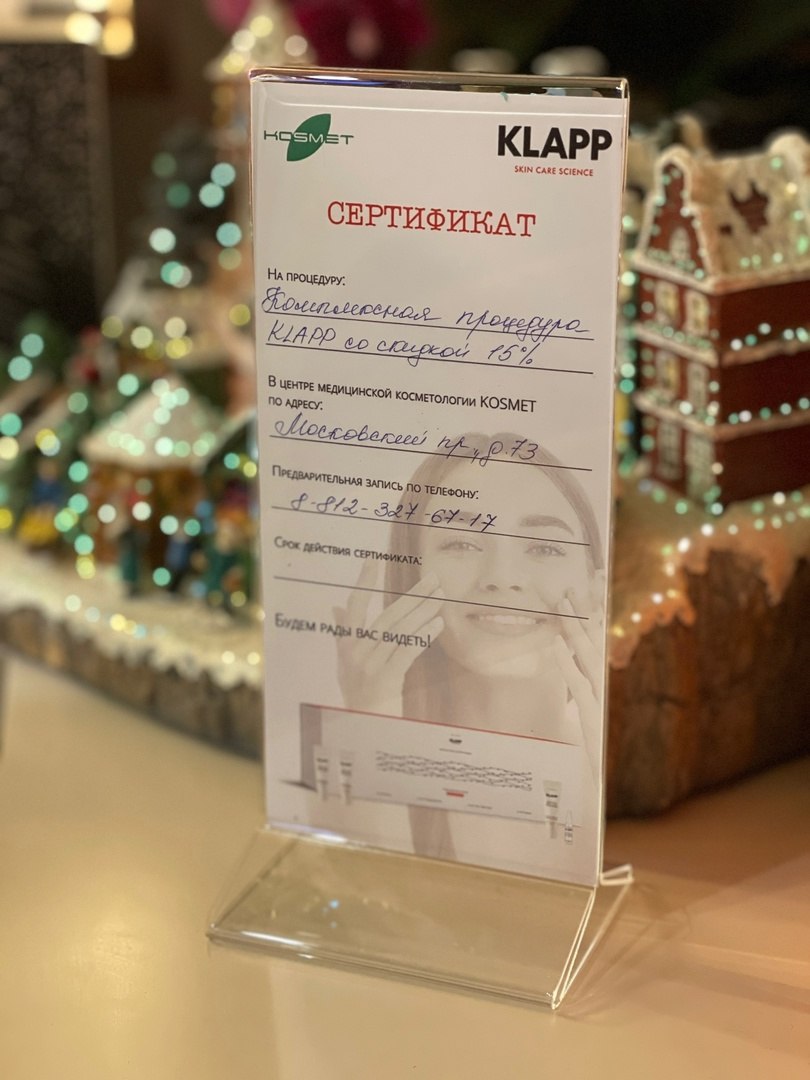 KOSMET
KLAPP
SKIN CARE SCIENCE
СЕРТИФИКАТ
На процедуру:
Комплексная процедура
KLAPP со скидкой 15%
В центре медицинской косметологии KOSMET
по адресу:
Московский пр., д.73
Предварительная запись по телефону:
8-812-327-67-17
Срок действия сертификата:
Будем рады вас видеть!